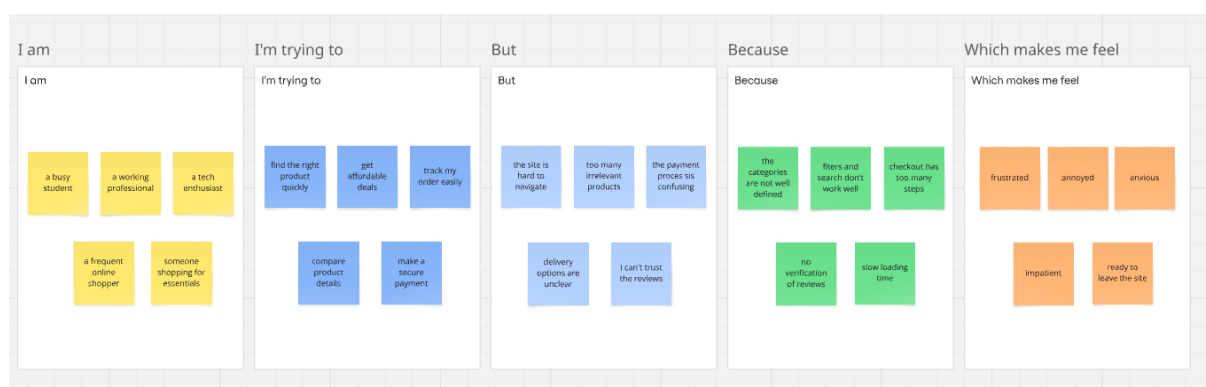 I am
I'm trying to
But
Because
Which makes me feel
I am
a busy
student
a working
professional
a tech
enthusiast
a frequent
online
shopper
someone
shopping for
essentials
I'm trying to
find the right
product
quickly
get
affordable
deals
track my
order easily
compare
product
details
make a
secure
payment
But
the site is
hard to
navigate
too many
irrelevant
products
the payment
proces sis
confusing
delivery
options are
unclear
I can't trust
the reviews
Because
the
categories
are not well
defined
fiters and
search don't
work well
checkout has
too many
steps
no
verification
of reviews
slow loading
time
Which makes me feel
frustrated
annoyed
anxious
impatient
ready to
leave the site